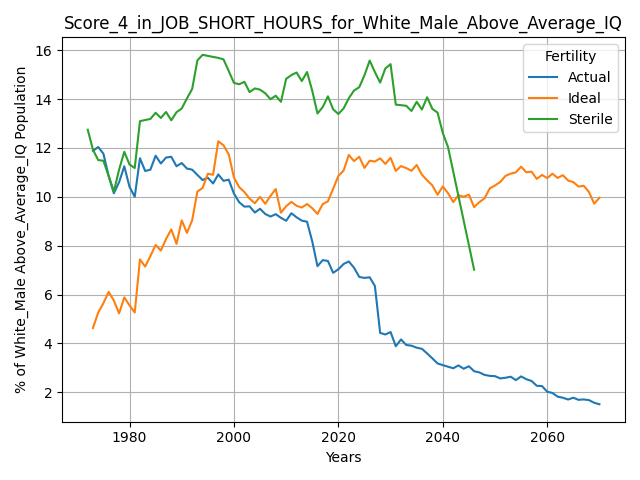 Score_4_in_JOB_SHORT_HOURS_for_White_Male_Above_Average_IQ
Fertility
Actual
Ideal
Sterile
% of White_Male Above_Average_IQ Population
16
14
12
10
8
6
4
2
1980
2000
2020
2040
2060
Years